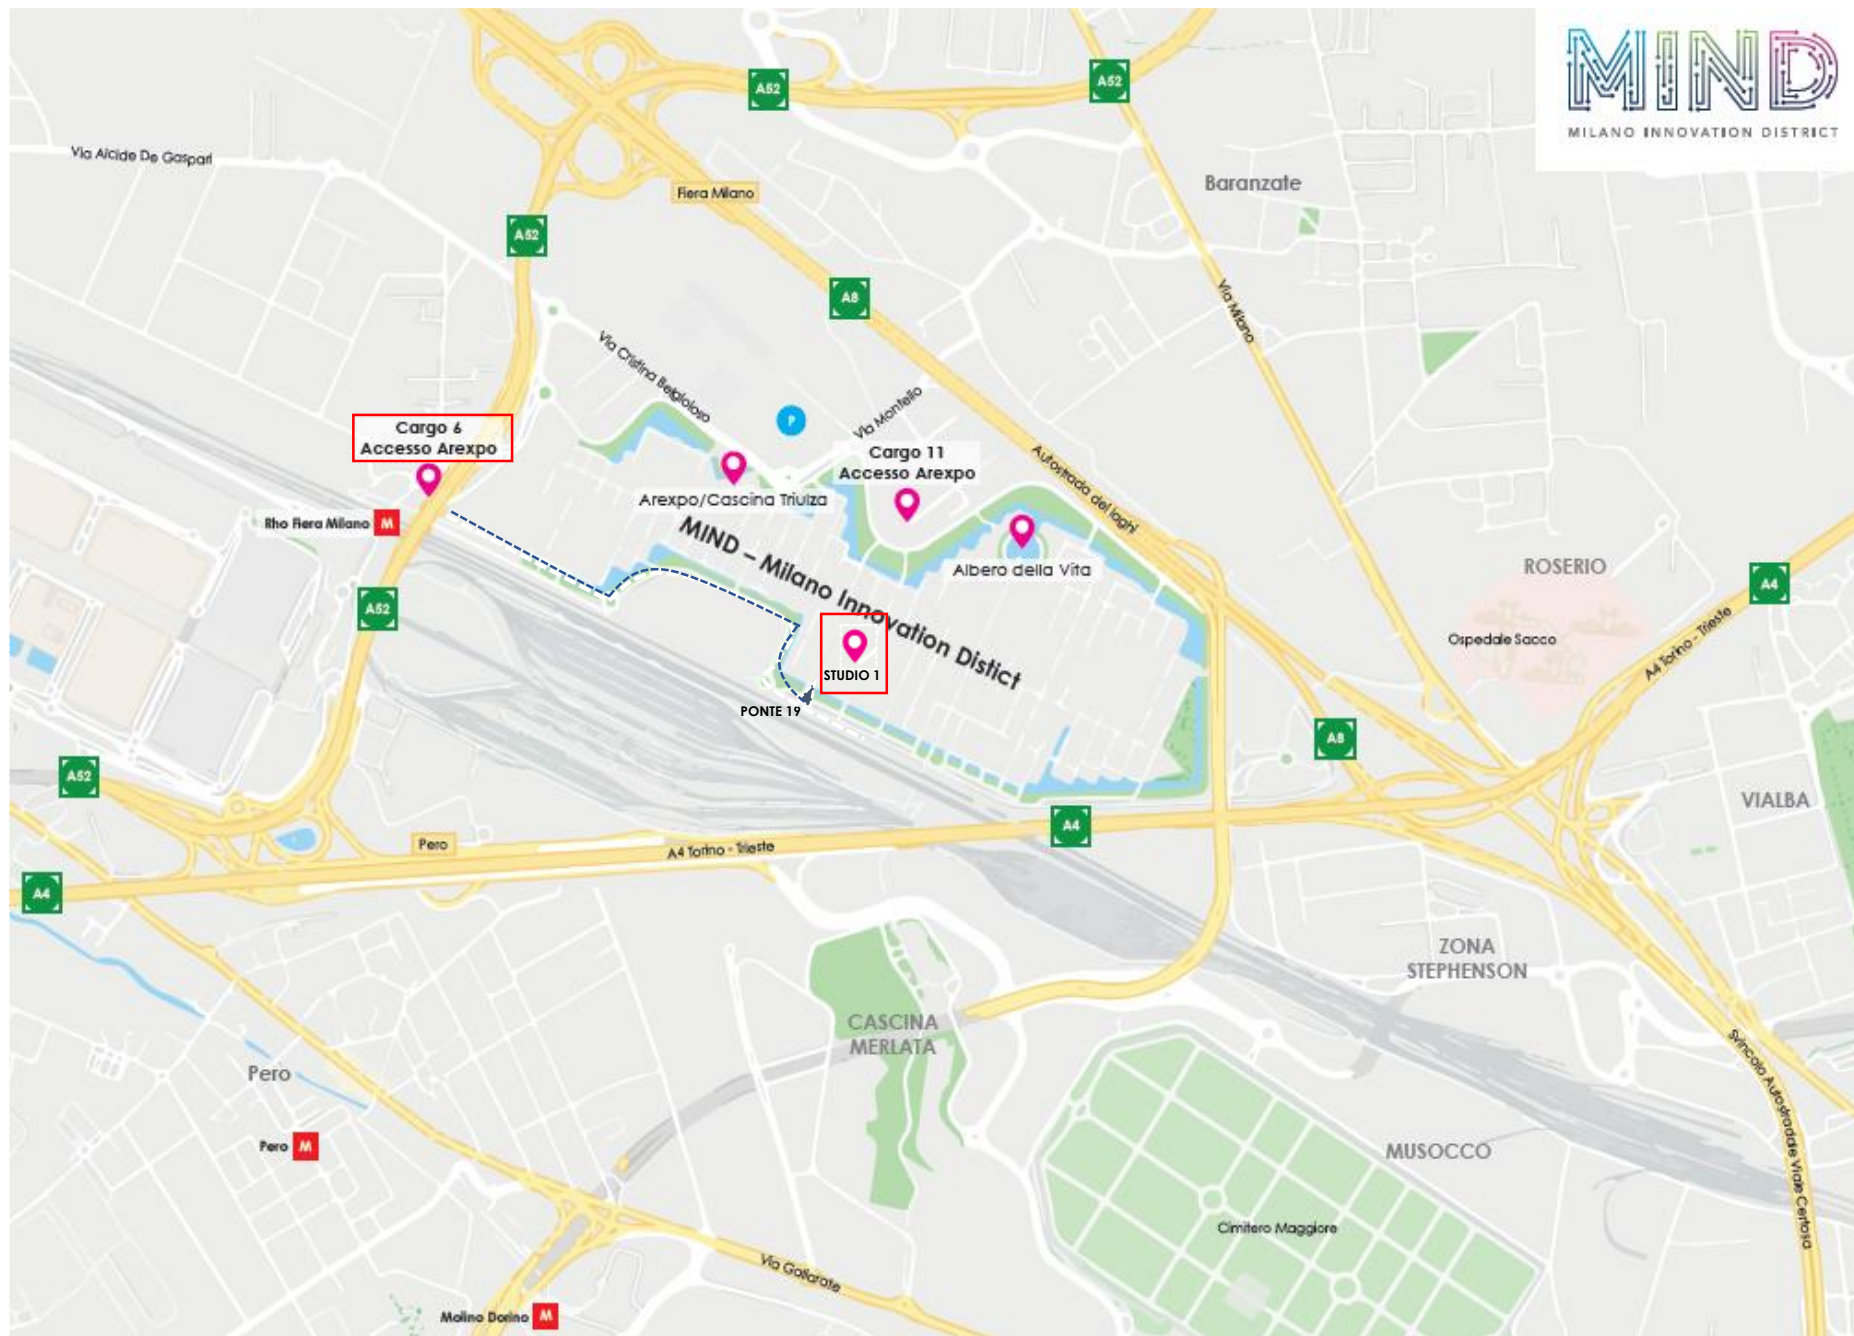 MIND
MILANO INNOVATION DISTRICT
A52
A52
Via Alcide De Gaspari
Fiera Milano
Baranzate
A52
A8
Via Milano
Via Cristina Belgioioso
P
Via Montello
Cargo 6
Accesso Arexpo
Cargo 11
Accesso Arexpo
Autostrada dei laghi
Arexpo/Cascina Triulza
Rho Fiera Milano M
MIND – Milano Innovation Distict
Albero della Vita
ROSERIO
A4
A52
Ospedale Sacco
A4 Torino - Trieste
STUDIO 1
PONTE 19
A8
A52
VIALBA
A4
Pero
A4 Torino - Trieste
A4
ZONA
STEPHENSON
CASCINA
MERLATA
Pero
Svincolo Autostradale Viale Certosa
Pero M
MUSOCCO
Cimitero Maggiore
Via Gallarate
Molino Dorino M